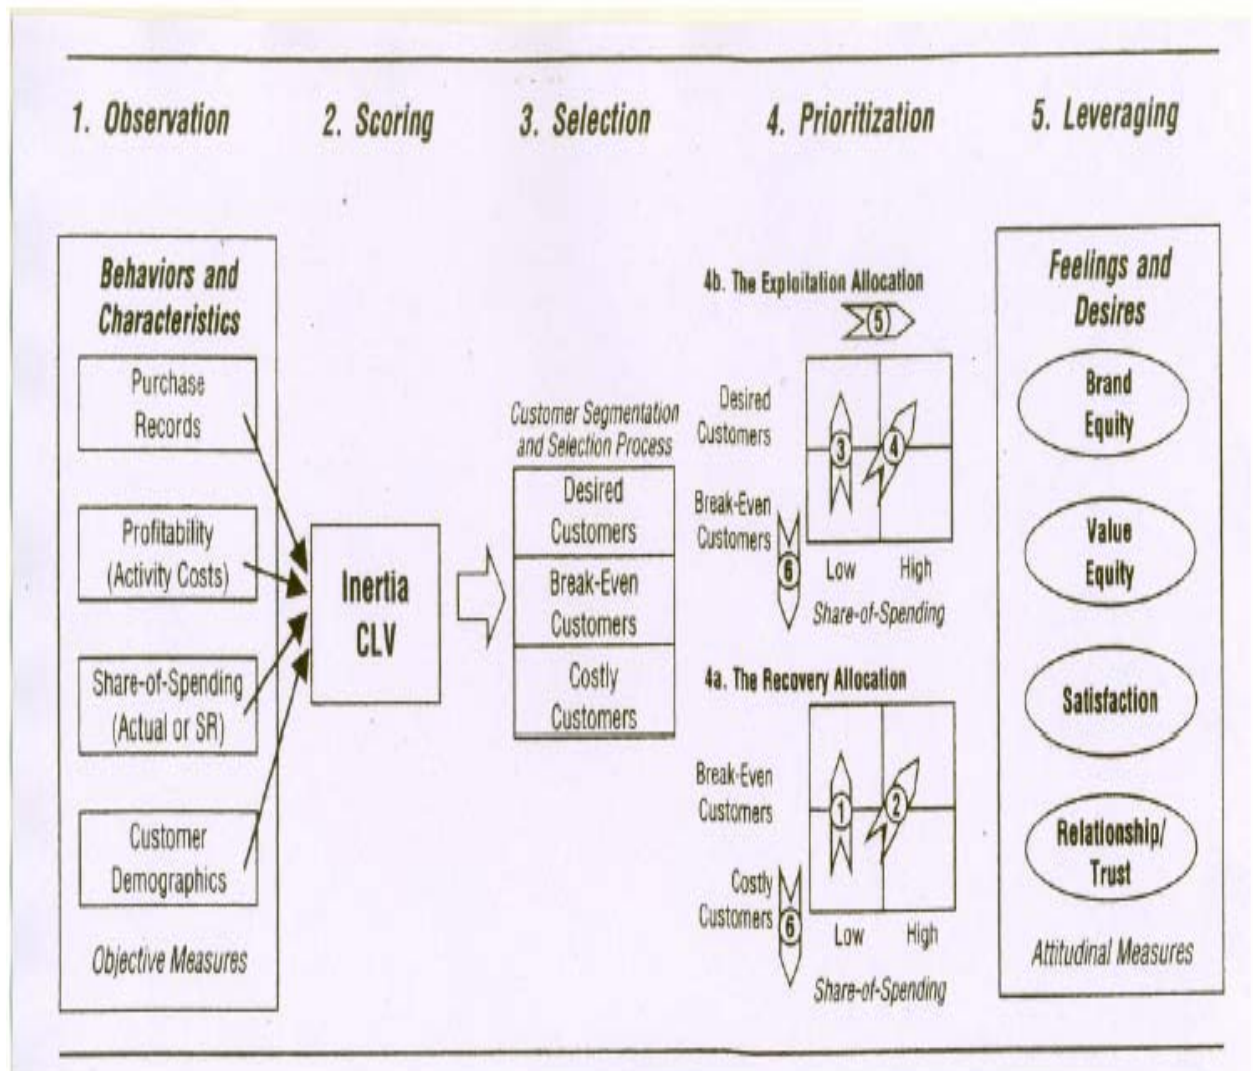 1. Observation
2. Scoring
3. Selection
4. Prioritization
5. Leveraging
Behaviors and
Characteristics
Purchase
Records
Profitability
(Activity Costs)
Share-of-Spending
(Actual or SR)
Customer
Demographics
Objective Measures
Inertia
CLV
Customer Segmentation
and Selection Process
Desired
Customers
Break-Even
Customers
Costly
Customers
4b. The Exploitation Allocation
5
Desired
Customers
3
4
Break-Even
Customers
6
Low
High
Share-of-Spending
4a. The Recovery Allocation
Break-Even
Customers
1
2
Costly
Customers
6
Low
High
Share-of-Spending
Feelings and
Desires
Brand
Equity
Value
Equity
Satisfaction
Relationship/
Trust
Attitudinal Measures